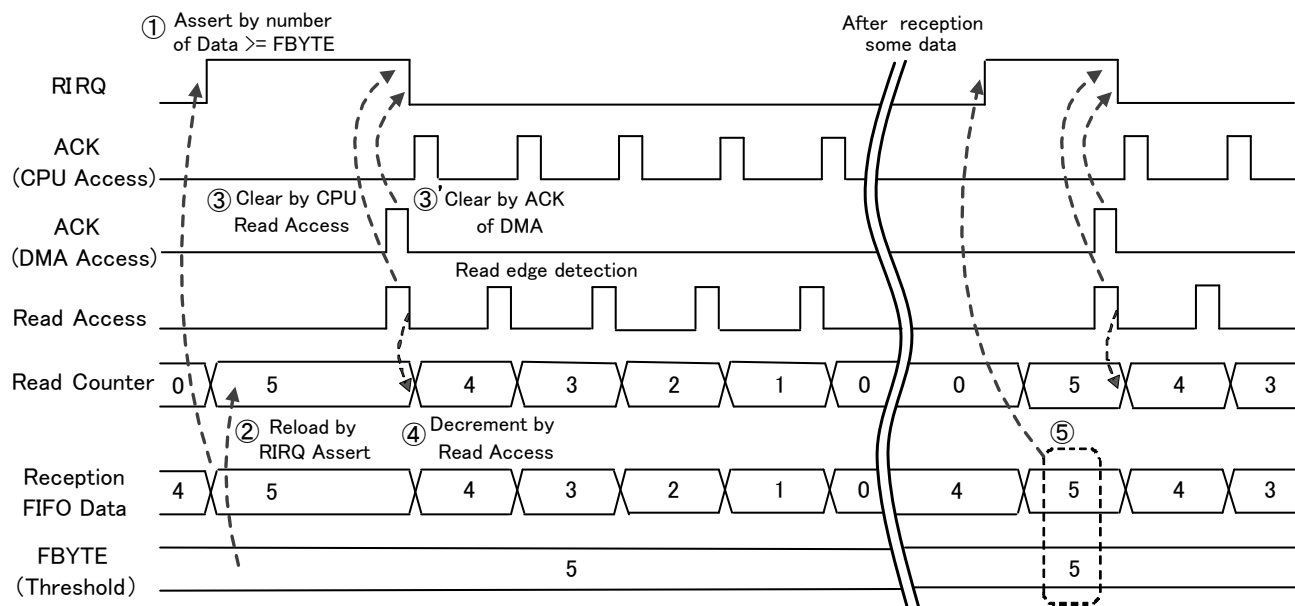 ① Assert by number
of Data >= FBYTE
After reception
some data
RIRQ
ACK
(CPU Access)
③ Clear by CPU
Read Access
③' Clear by ACK
of DMA
ACK
(DMA Access)
Read edge detection
Read Access
Read Counter 0 5 4 3 2 1 0 0 5 4 3
② Reload by
RIRQ Assert
④ Decrement by
Read Access
⑤
Reception
FIFO Data
4 5 4 3 2 1 0 4 5 4 3
FBYTE
(Threshold)
5 5